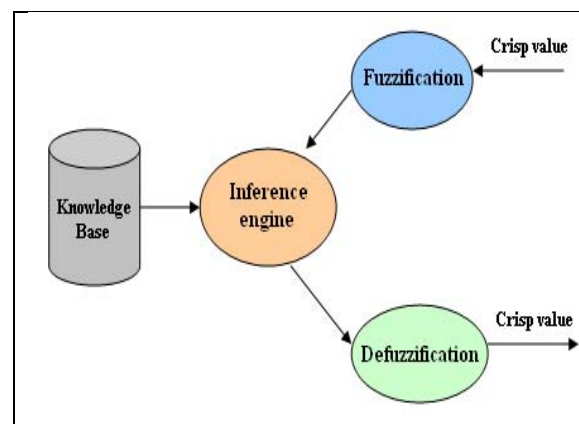 Crisp value
Fuzzification
Inference
engine
Knowledge
Base
Crisp value
Defuzzification